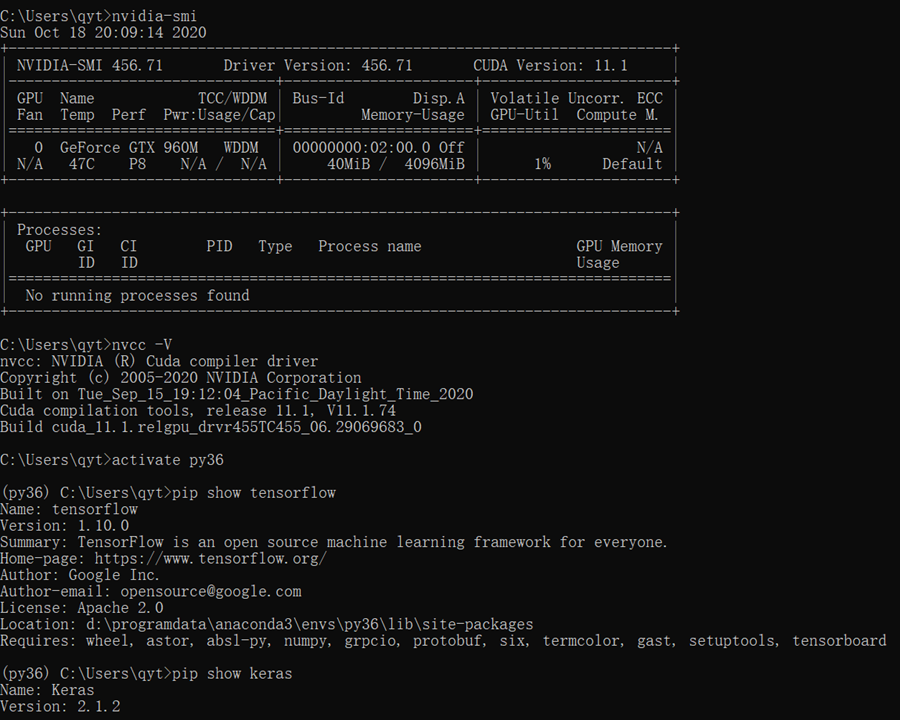 C:\Users\qyt>nvidia-smi
Sun Oct 18 20:09:14 2020
NVIDIA-SMI 456.71 Driver Version: 456.71 CUDA Version: 11.1
GPU Name TCC/WDDM | Bus-Id Disp.A | Volatile Uncorr. ECC
Fan Temp Perf Pwr:Usage/Cap| Memory-Usage | GPU-Util Compute M.
0 GeForce GTX 960M WDDM | 00000000:02:00.0 Off | N/A
N/A 47C P8 N/A / N/A | 40MiB / 4096MiB | 1% Default
Processes:
GPU GI CI PID Type Process name GPU Memory
ID ID Usage
No running processes found
C:\Users\qyt>nvcc -V
nvcc: NVIDIA (R) Cuda compiler driver
Copyright (c) 2005-2020 NVIDIA Corporation
Built on Tue_Sep_15_19:12:04_Pacific_Daylight_Time_2020
Cuda compilation tools, release 11.1, V11.1.74
Build cuda_11.1.relgpu_drvr455TC455_06.29069683_0
C:\Users\qyt>activate py36
(py36) C:\Users\qyt>pip show tensorflow
Name: tensorflow
Version: 1.10.0
Summary: TensorFlow is an open source machine learning framework for everyone.
Home-page: https://www.tensorflow.org/
Author: Google Inc.
Author-email: opensource@google.com
License: Apache 2.0
Location: d:\programdata\anaconda3\envs\py36\lib\site-packages
Requires: wheel, astor, absl-py, numpy, grpcio, protobuf, six, termcolor, gast, setuptools, tensorboard
(py36) C:\Users\qyt>pip show keras
Name: Keras
Version: 2.1.2